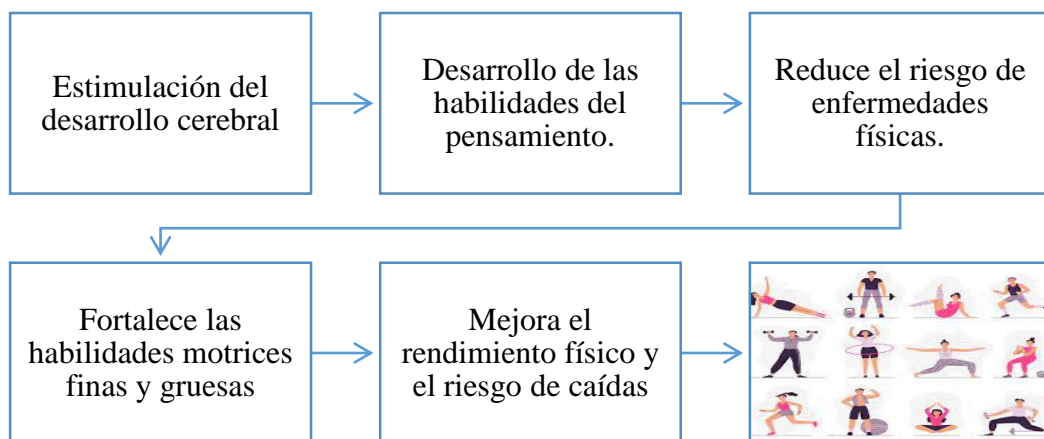 Estimulación del
desarrollo cerebral
Desarrollo de las
habilidades del
pensamiento.
Reduce el riesgo de
enfermedades
físicas.
Fortalece las
habilidades motrices
finas y gruesas
Mejora el
rendimiento físico y
el riesgo de caídas